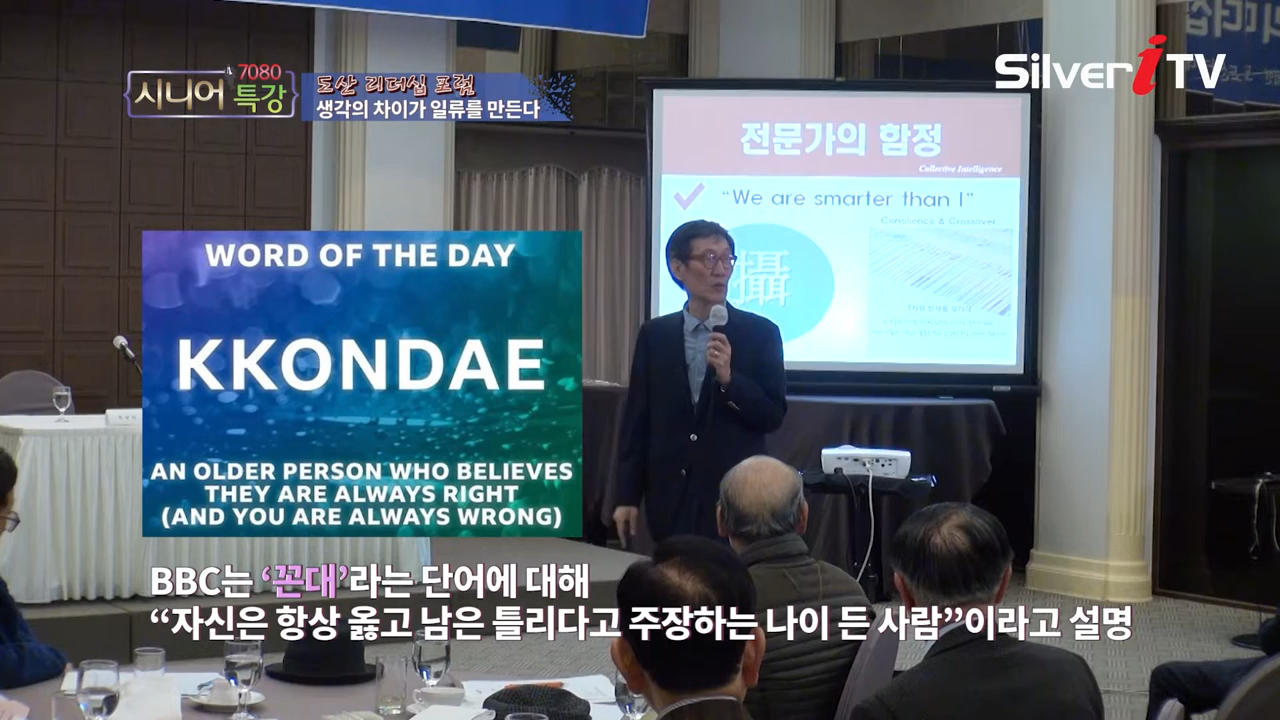 Silver i TV
시니어 7080 특강
도산 리더십 포럼
생각의 차이가 일류를 만든다
전문가의 함정
Collective Intelligence
“We are smarter than I”
Consilience & Crossover
攝
WORD OF THE DAY
KKONDAE
AN OLDER PERSON WHO BELIEVES
THEY ARE ALWAYS RIGHT
(AND YOU ARE ALWAYS WRONG)
BBC는 ‘꼰대’라는 단어에 대해
“자신은 항상 옳고 남은 틀리다고 주장하는 나이 든 사람”이라고 설명